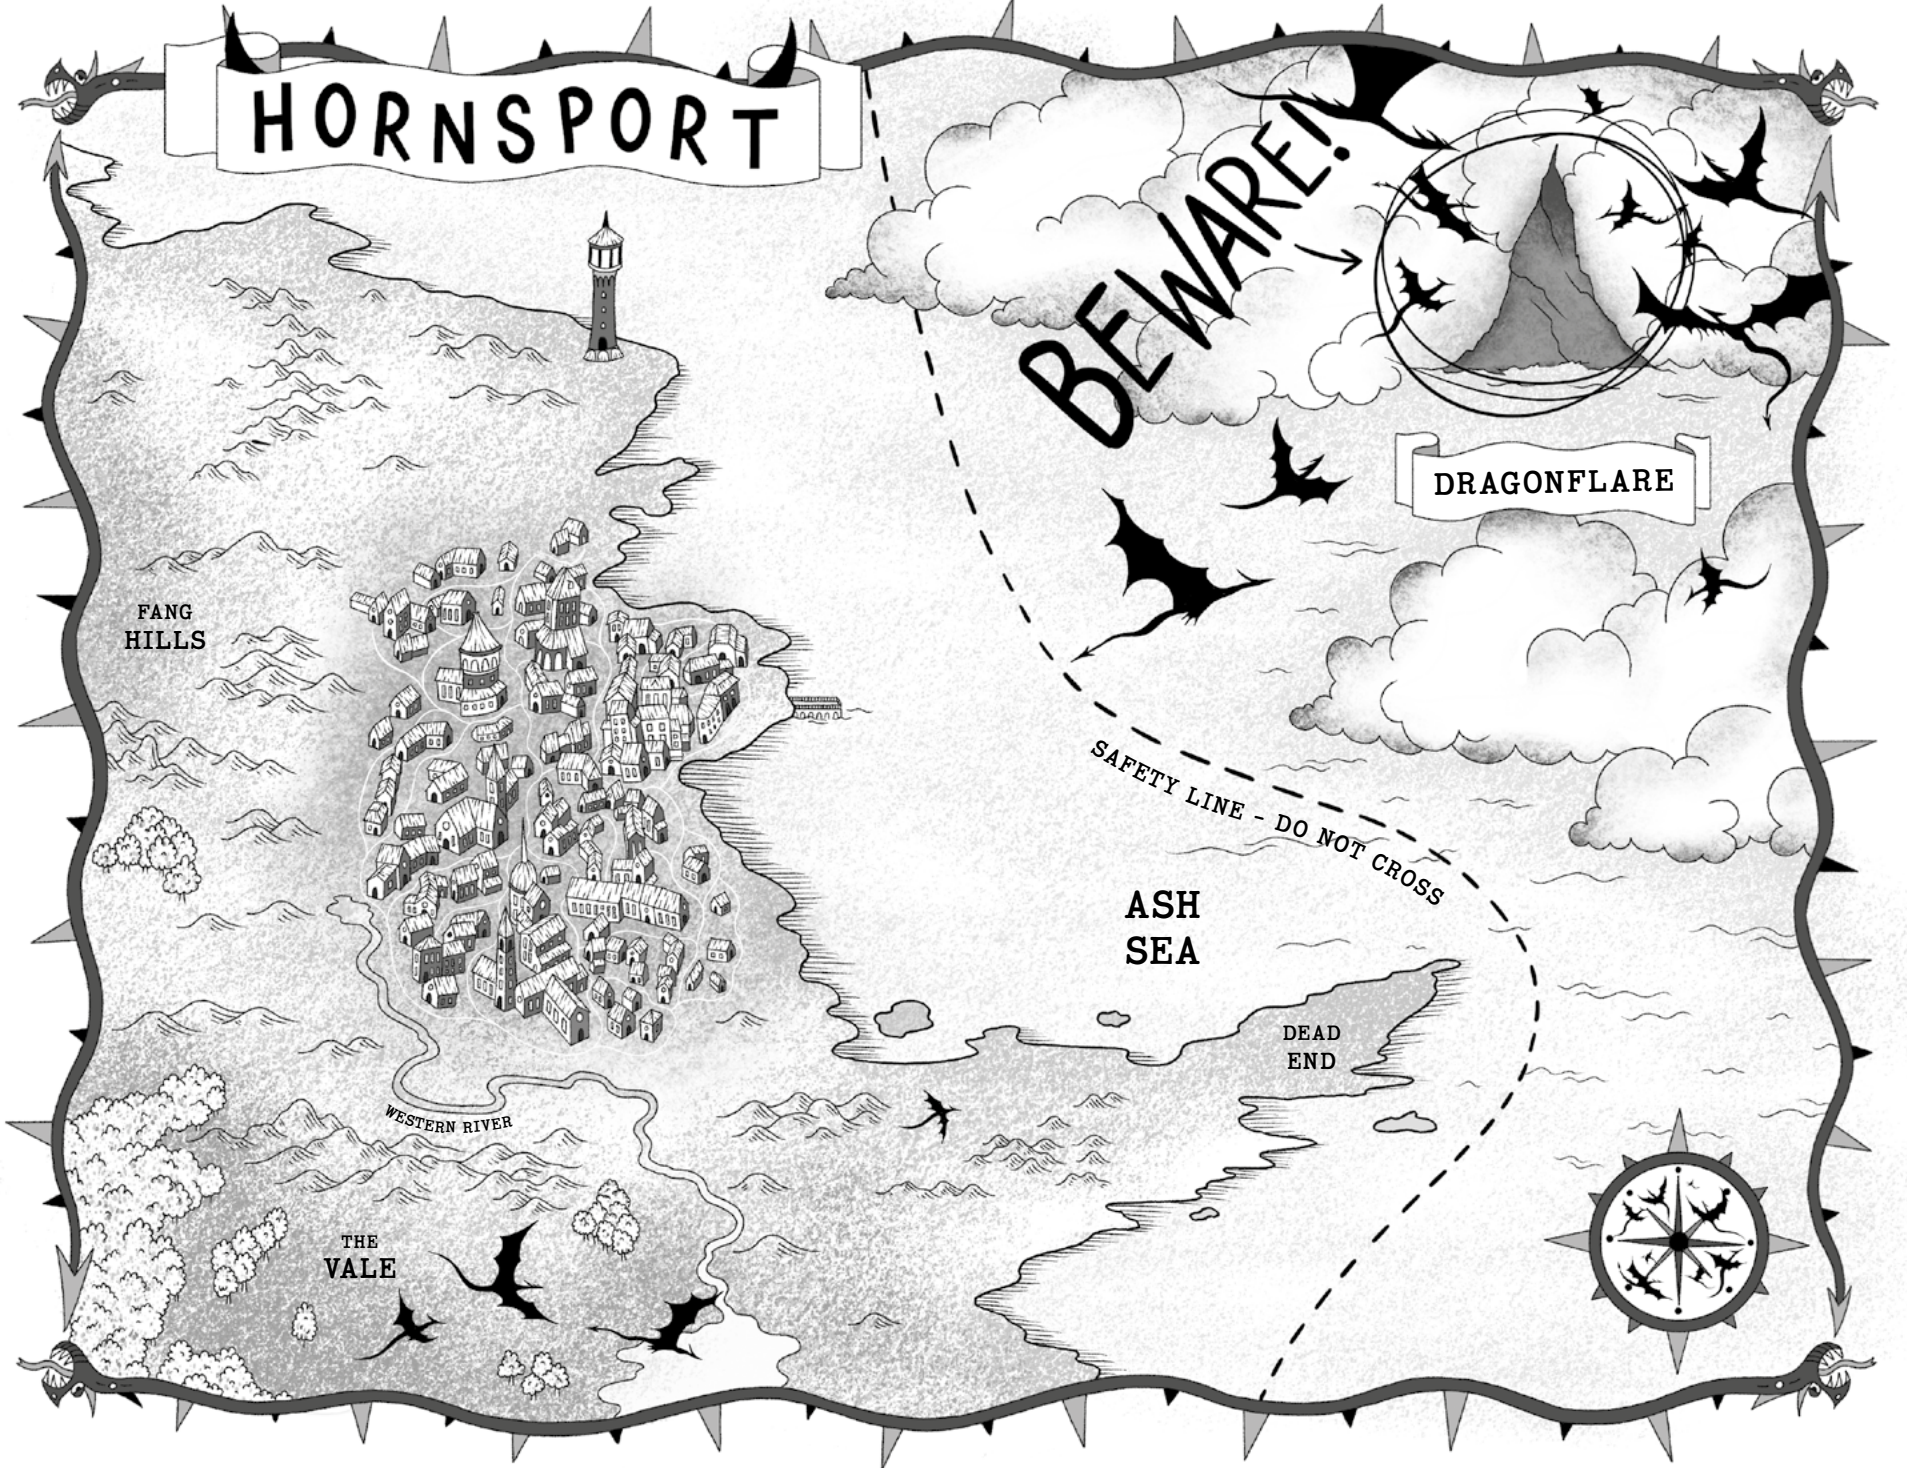 HORNSPORT
BEWARE!
DRAGONFLARE
FANG
HILLS
SAFETY LINE - DO NOT CROSS
ASH
SEA
DEAD
END
WESTERN RIVER
THE
VALE